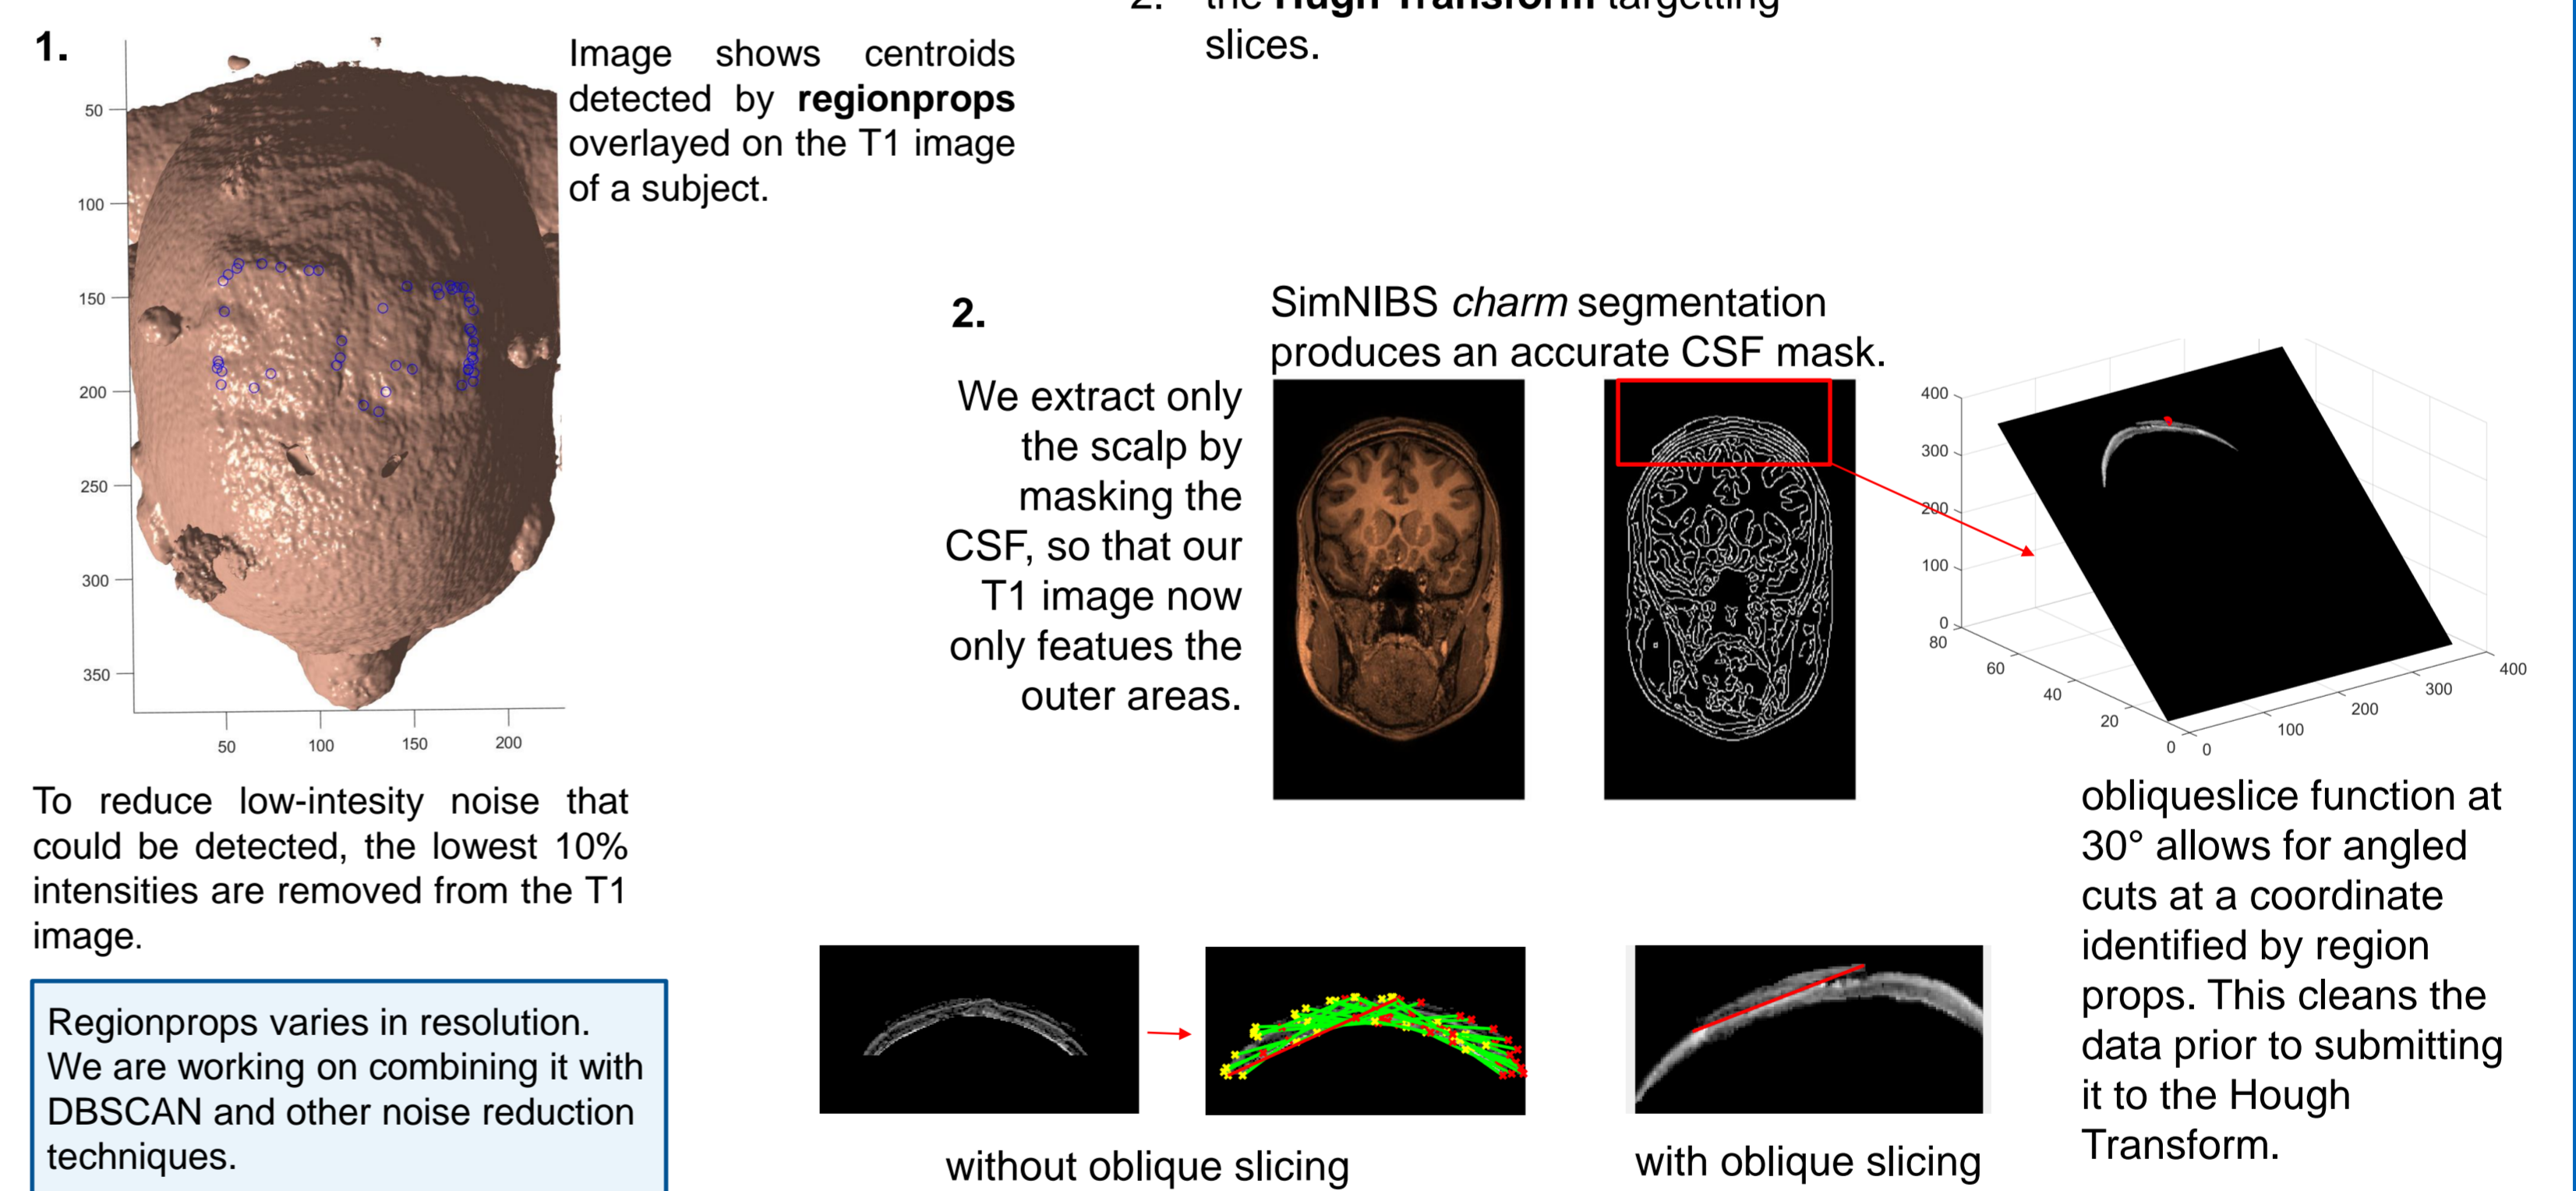 2. the Hugh Transform targetting
slices.
1.
Image shows centroids
detected by regionprops
overlayed on the T1 image
of a subject.
50
100
150
200
250
300
350
50
100
150
200
To reduce low-intesity noise that
could be detected, the lowest 10%
intensities are removed from the T1
image.
Regionprops varies in resolution.
We are working on combining it with
DBSCAN and other noise reduction
techniques.
2.
SimNIBS charm segmentation
produces an accurate CSF mask.
We extract only
the scalp by
masking the
CSF, so that our
T1 image now
only featues the
outer areas.
400
300
200
100
0
80
60
40
20
0
0
100
200
300
400
obliqueslice function at
30° allows for angled
cuts at a coordinate
identified by region
props. This cleans the
data prior to submitting
it to the Hough
Transform.
without oblique slicing
with oblique slicing